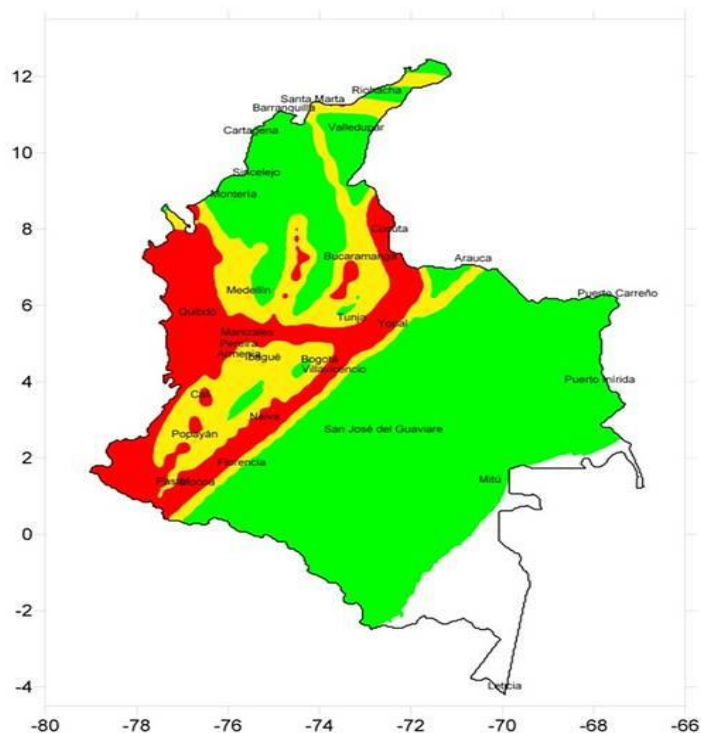 12
Riohacha
Santa Marta
Barranquilla
Valledupar
Cartagena
10
Sincelejo
Montería
8
Cúcuta
Bucaramanga
Arauca
Medellín
Puerto Carreño
6
Quibdó
Tunja
Yopal
Manizales
Pereira
Armenia
Ibagué
Bogotá
Villavicencio
4
Puerto Inírida
Cali
Neiva
San José del Guaviare
Popayán
2
Florencia
Mitú
Pasto
Mocoa
0
-2
-4
Leticia
-80
-78
-76
-74
-72
-70
-68
-66